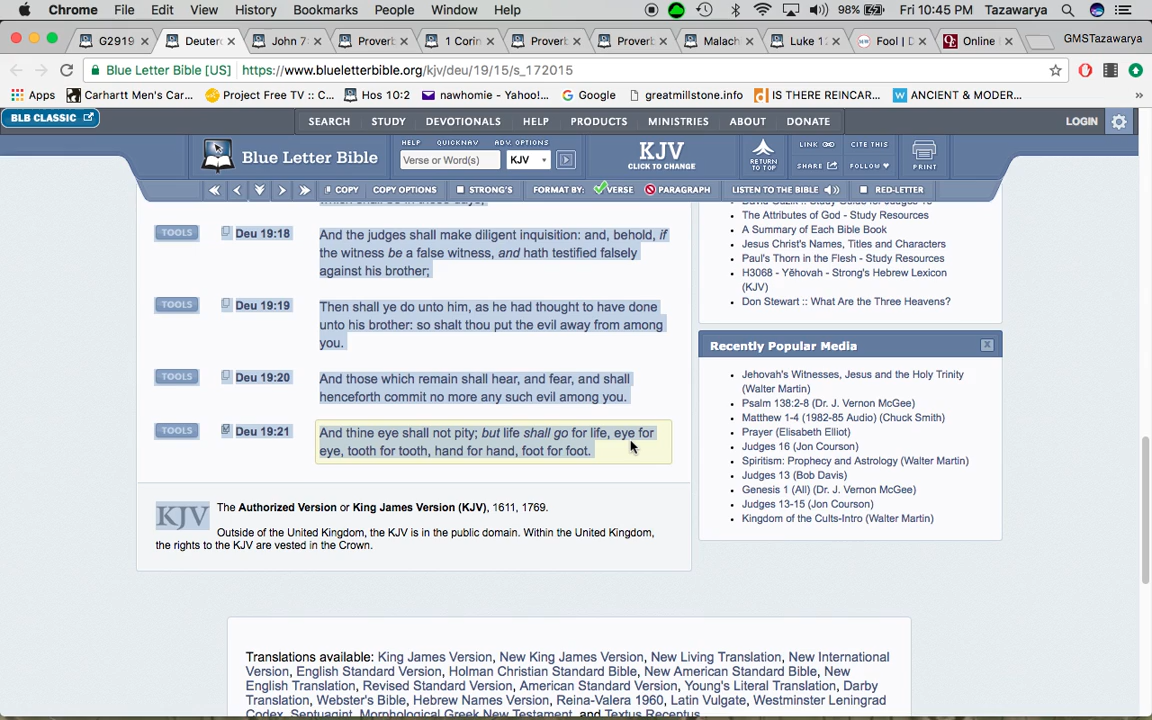 Chrome File Edit View History Bookmarks People Window Help 98% Fri 10:45 PM Tazawarya
G2919 Deutero John 7: Proverb 1 Corin Proverb Proverb Malach Luke 12 Fool | D Online GMSTazawarya
Blue Letter Bible [US] https://www.blueletterbible.org/kjv/deu/19/15/s_172015
Apps Carhartt Men's Car... Project Free TV :: C... Hos 10:2 nawhomie - Yahoo!... Google greatmillstone.info IS THERE REINCAR... ANCIENT & MODER... »
BLB CLASSIC SEARCH STUDY DEVOTIONALS HELP PRODUCTS MINISTRIES ABOUT DONATE LOGIN
HELP QUICKNAV ADV. OPTIONS
Blue Letter Bible Verse or Word(s) KJV
KJV
CLICK TO CHANGE
RETURN TO TOP
LINK CITE THIS
SHARE FOLLOW PRINT
COPY COPY OPTIONS STRONG'S FORMAT BY: VERSE PARAGRAPH LISTEN TO THE BIBLE RED-LETTER
TOOLS Deu 19:18 And the judges shall make diligent inquisition: and, behold, if
the witness be a false witness, and hath testified falsely
against his brother;
TOOLS Deu 19:19 Then shall ye do unto him, as he had thought to have done
unto his brother: so shalt thou put the evil away from among
you.
TOOLS Deu 19:20 And those which remain shall hear, and fear, and shall
henceforth commit no more any such evil among you.
TOOLS Deu 19:21 And thine eye shall not pity; but life shall go for life, eye for
eye, tooth for tooth, hand for hand, foot for foot.
KJV The Authorized Version or King James Version (KJV), 1611, 1769.
Outside of the United Kingdom, the KJV is in the public domain. Within the United Kingdom,
the rights to the KJV are vested in the Crown.
The Attributes of God - Study Resources
A Summary of Each Bible Book
Jesus Christ's Names, Titles and Characters
Paul's Thorn in the Flesh - Study Resources
H3068 - Yĕhovah - Strong's Hebrew Lexicon
(KJV)
Don Stewart :: What Are the Three Heavens?
Recently Popular Media
Jehovah's Witnesses, Jesus and the Holy Trinity
(Walter Martin)
Psalm 138:2-8 (Dr. J. Vernon McGee)
Matthew 1-4 (1982-85 Audio) (Chuck Smith)
Prayer (Elisabeth Elliot)
Judges 16 (Jon Courson)
Spiritism: Prophecy and Astrology (Walter Martin)
Judges 13 (Bob Davis)
Genesis 1 (All) (Dr. J. Vernon McGee)
Judges 13-15 (Jon Courson)
Kingdom of the Cults-Intro (Walter Martin)
Translations available: King James Version, New King James Version, New Living Translation, New International
Version, English Standard Version, Holman Christian Standard Bible, New American Standard Bible, New
English Translation, Revised Standard Version, American Standard Version, Young's Literal Translation, Darby
Translation, Webster's Bible, Hebrew Names Version, Reina-Valera 1960, Latin Vulgate, Westminster Leningrad
Codex, Septuagint, Morphological Greek New Testament, and Textus Receptus